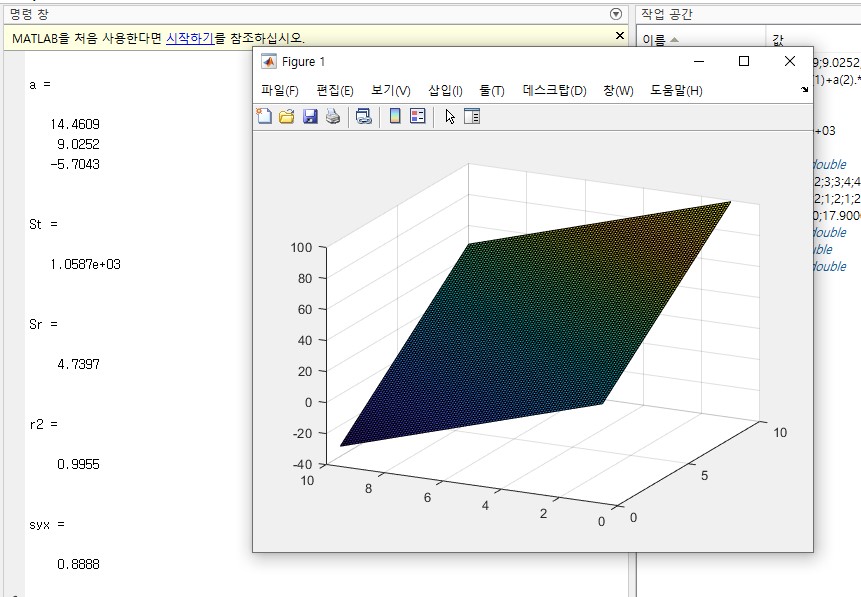 명령 창
MATLAB을 처음 사용한다면 시작하기를 참조하십시오.
a =
14.4609
9.0252
-5.7043
St =
1.0587e+03
Sr =
4.7397
r2 =
0.9955
syx =
0.8888
Figure 1
파일(F) 편집(E) 보기(V) 삽입(I) 툴(T) 데스크탑(D) 창(W) 도움말(H)
100
80
60
40
20
0
-20
-40
10
8
6
4
2
0
0
5
10
작업 공간
이름 값
9;9.0252
(1)+a(2).*
+03
double
2;3;3;4;4
2;1;2;1;2
0;17.900
double
ble
double